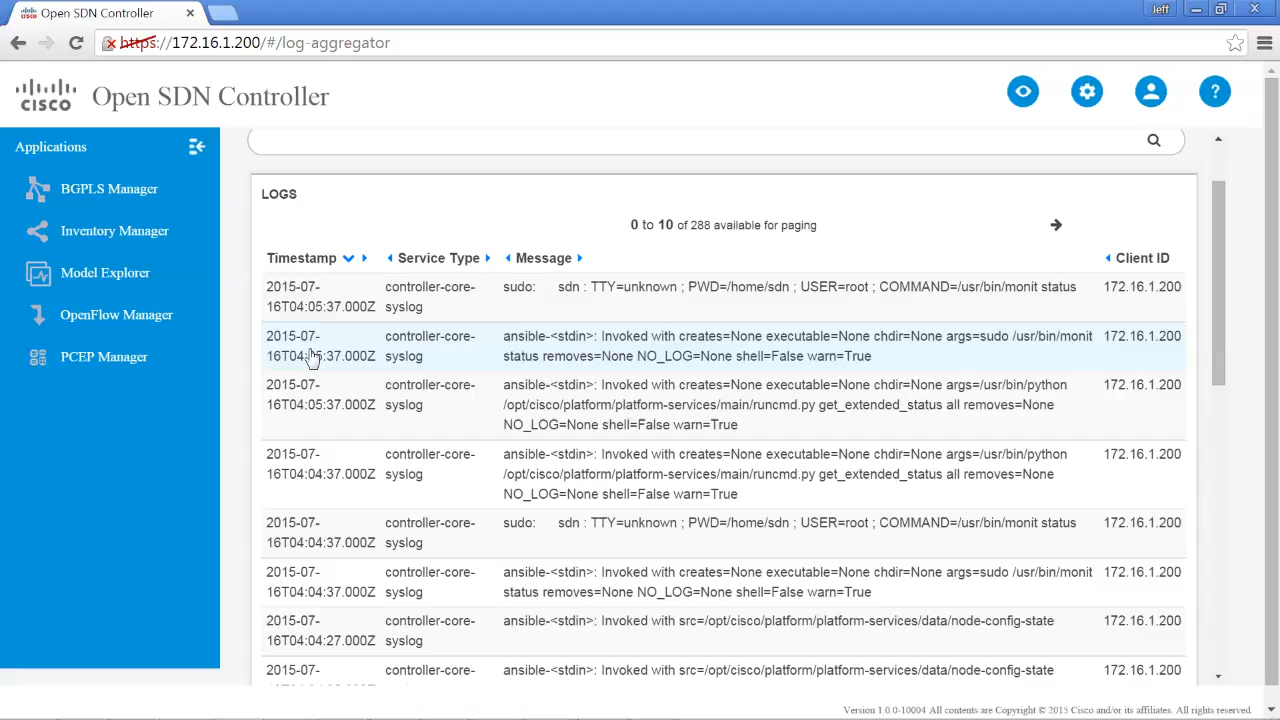 Open SDN Controller
Jeff
https://172.16.1.200/#/log-aggregator
CISCO Open SDN Controller
Applications
BGPLS Manager
Inventory Manager
Model Explorer
OpenFlow Manager
PCEP Manager
LOGS
0 to 10 of 288 available for paging
Timestamp Service Type Message Client ID
2015-07- controller-core- sudo: sdn : TTY=unknown ; PWD=/home/sdn ; USER=root ; COMMAND=/usr/bin/monit status 172.16.1.200
16T04:05:37.000Z syslog
2015-07- controller-core- ansible-<stdin>: Invoked with creates=None executable=None chdir=None args=sudo /usr/bin/monit 172.16.1.200
16T04:05:37.000Z syslog status removes=None NO_LOG=None shell=False warn=True
2015-07- controller-core- ansible-<stdin>: Invoked with creates=None executable=None chdir=None args=/usr/bin/python 172.16.1.200
16T04:05:37.000Z syslog /opt/cisco/platform/platform-services/main/runcmd.py get_extended_status all removes=None
NO_LOG=None shell=False warn=True
2015-07- controller-core- ansible-<stdin>: Invoked with creates=None executable=None chdir=None args=/usr/bin/python 172.16.1.200
16T04:04:37.000Z syslog /opt/cisco/platform/platform-services/main/runcmd.py get_extended_status all removes=None
NO_LOG=None shell=False warn=True
2015-07- controller-core- sudo: sdn : TTY=unknown ; PWD=/home/sdn ; USER=root ; COMMAND=/usr/bin/monit status 172.16.1.200
16T04:04:37.000Z syslog
2015-07- controller-core- ansible-<stdin>: Invoked with creates=None executable=None chdir=None args=sudo /usr/bin/monit 172.16.1.200
16T04:04:37.000Z syslog status removes=None NO_LOG=None shell=False warn=True
2015-07- controller-core- ansible-<stdin>: Invoked with src=/opt/cisco/platform/platform-services/data/node-config-state 172.16.1.200
16T04:04:27.000Z syslog
2015-07- controller-core- ansible-<stdin>: Invoked with src=/opt/cisco/platform/platform-services/data/node-config-state 172.16.1.200
Version 1.0.0-10004 All contents are Copyright © 2015 Cisco and/or its affiliates. All rights reserved.